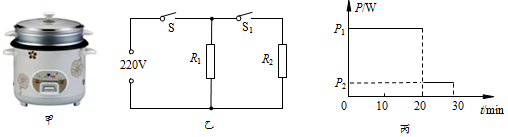 甲
S
S₁
220V
R₁
R₂
乙
P/W
P₁
P₂
0
10
20
30
t/min
丙